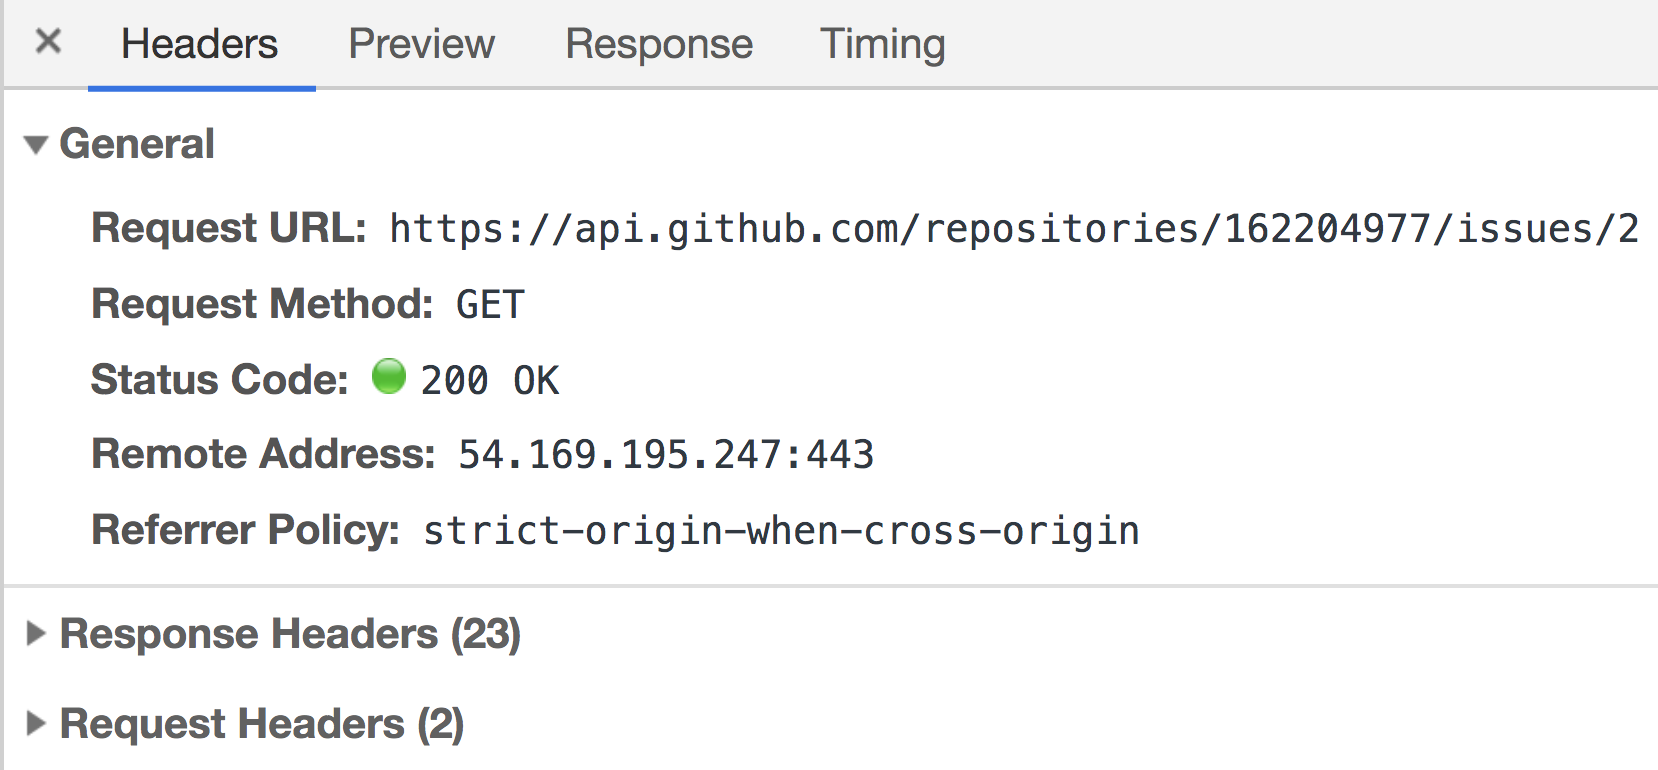 Headers Preview Response Timing
General
Request URL: https://api.github.com/repositories/162204977/issues/2
Request Method: GET
Status Code: 200 OK
Remote Address: 54.169.195.247:443
Referrer Policy: strict-origin-when-cross-origin
Response Headers (23)
Request Headers (2)